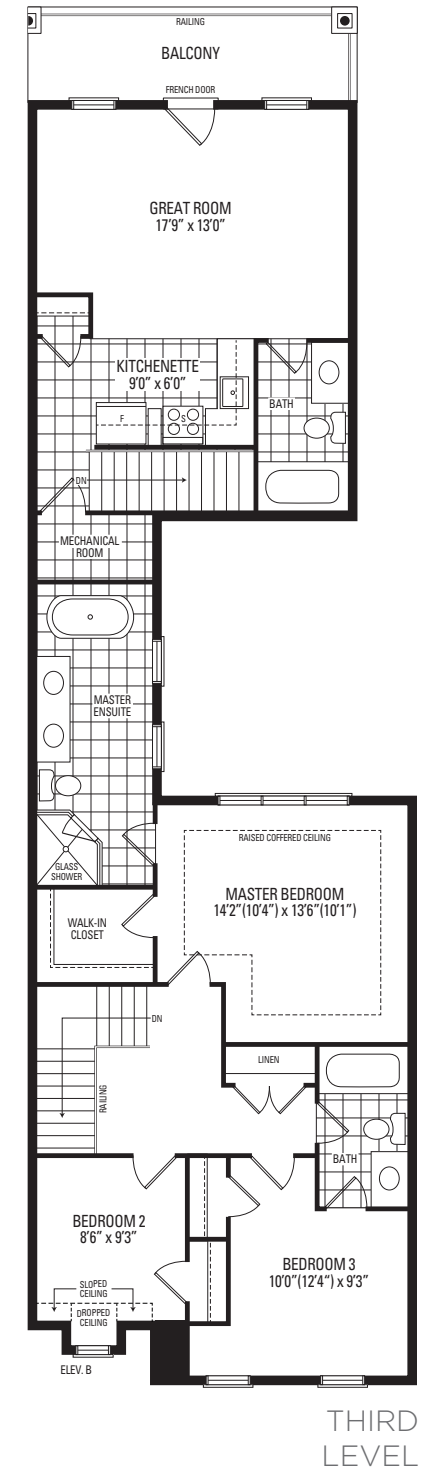 RAILING
BALCONY
FRENCH DOOR
GREAT ROOM
17'9" x 13'0"
KITCHENETTE
9'0" x 6'0"
BATH
F
S
DN
MECHANICAL
ROOM
MASTER
ENSUITE
GLASS
SHOWER
RAISED COFFERED CEILING
MASTER BEDROOM
14'2"(10'4") x 13'6"(10'1")
WALK-IN
CLOSET
DN
LINEN
RAILING
BATH
BEDROOM 2
8'6" x 9'3"
BEDROOM 3
10'0"(12'4") x 9'3"
SLOPED
CEILING
DROPPED
CEILING
ELEV. B
THIRD
LEVEL